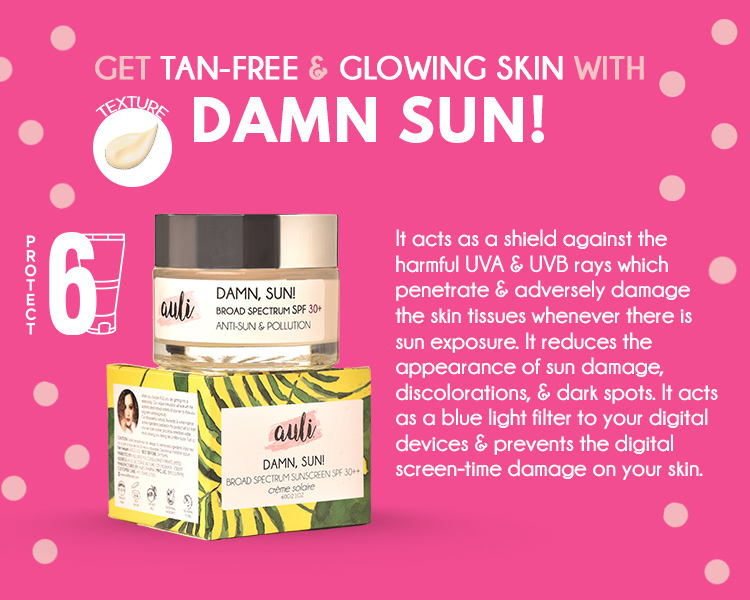 GET TAN-FREE & GLOWING SKIN WITH
TEXTURE
DAMN SUN!
PROTECT
6
It acts as a shield against the
harmful UVA & UVB rays which
penetrate & adversely damage
the skin tissues whenever there is
sun exposure. It reduces the
appearance of sun damage,
discolorations, & dark spots. It acts
as a blue light filter to your digital
devices & prevents the digital
screen-time damage on your skin.
auli
DAMN, SUN!
BROAD SPECTRUM SPF 30+
ANTI-SUN & POLLUTION
auli
DAMN, SUN!
BROAD SPECTRUM SUNSCREEN SPF 30++
crème solaire